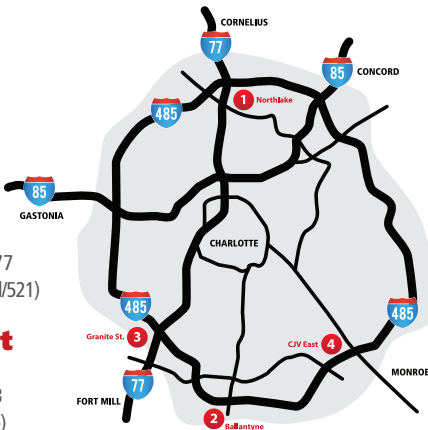 CORNELIUS
77
85
CONCORD
1 Northlake
485
85
GASTONIA
CHARLOTTE
77
/521)
485
485
Granite St. 3
CJV East 4
t
77
MONROE
FORT MILL
3
)
2 Ballantyne